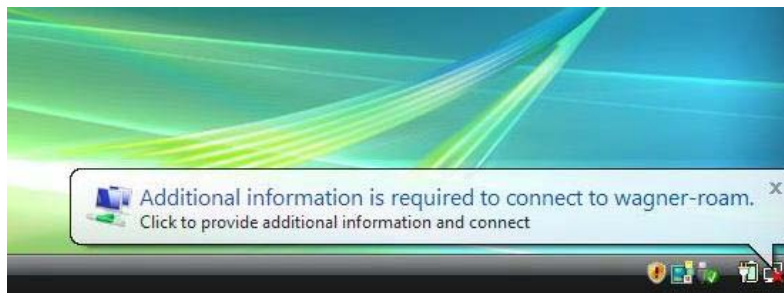 Additional information is required to connect to wagner-roam.
Click to provide additional information and connect